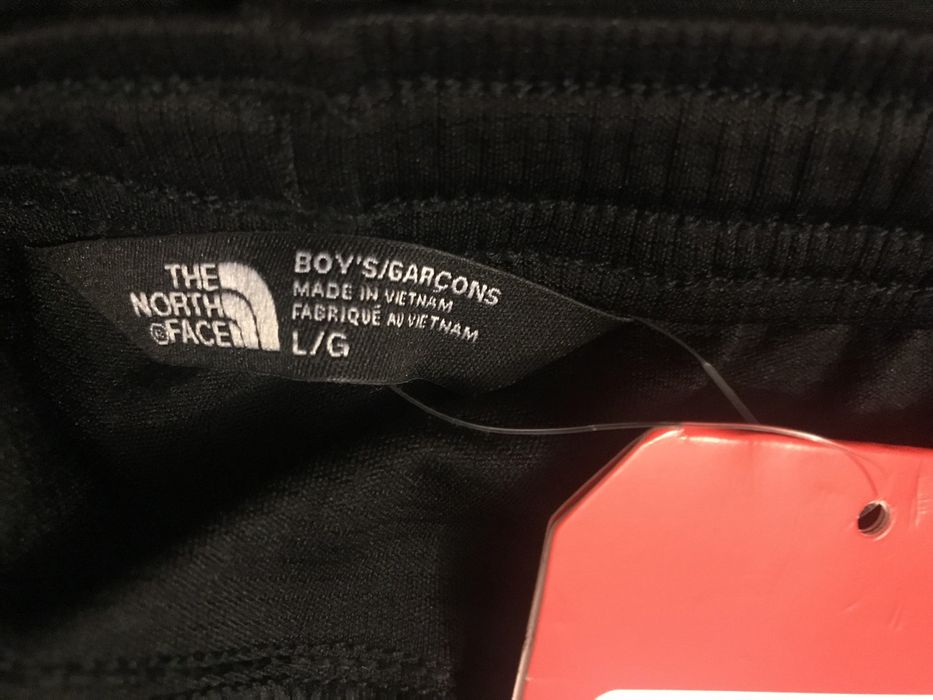 THE
NORTH
®FACE
BOY'S/GARÇONS
MADE IN VIETNAM
FABRIQUÉ AU VIETNAM
L/G